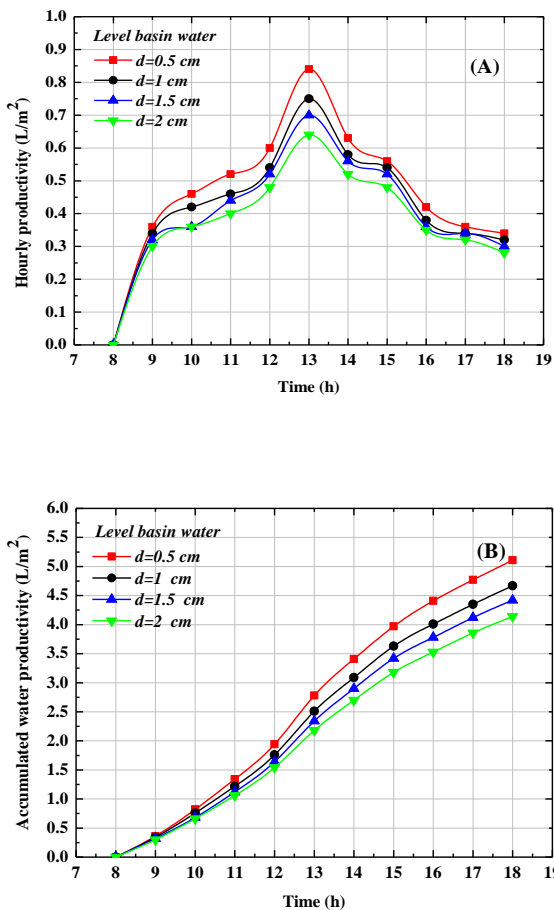 Level basin water
d=0.5 cm
d=1 cm
d=1.5 cm
d=2 cm
(A)
Hourly productivity (L/m²)
1.0
0.9
0.8
0.7
0.6
0.5
0.4
0.3
0.2
0.1
0.0
7 8 9 10 11 12 13 14 15 16 17 18 19
Time (h)
Level basin water
d=0.5 cm
d=1 cm
d=1.5 cm
d=2 cm
(B)
Accumulated water productivity (L/m²)
6.0
5.5
5.0
4.5
4.0
3.5
3.0
2.5
2.0
1.5
1.0
0.5
0.0
7 8 9 10 11 12 13 14 15 16 17 18 19
Time (h)